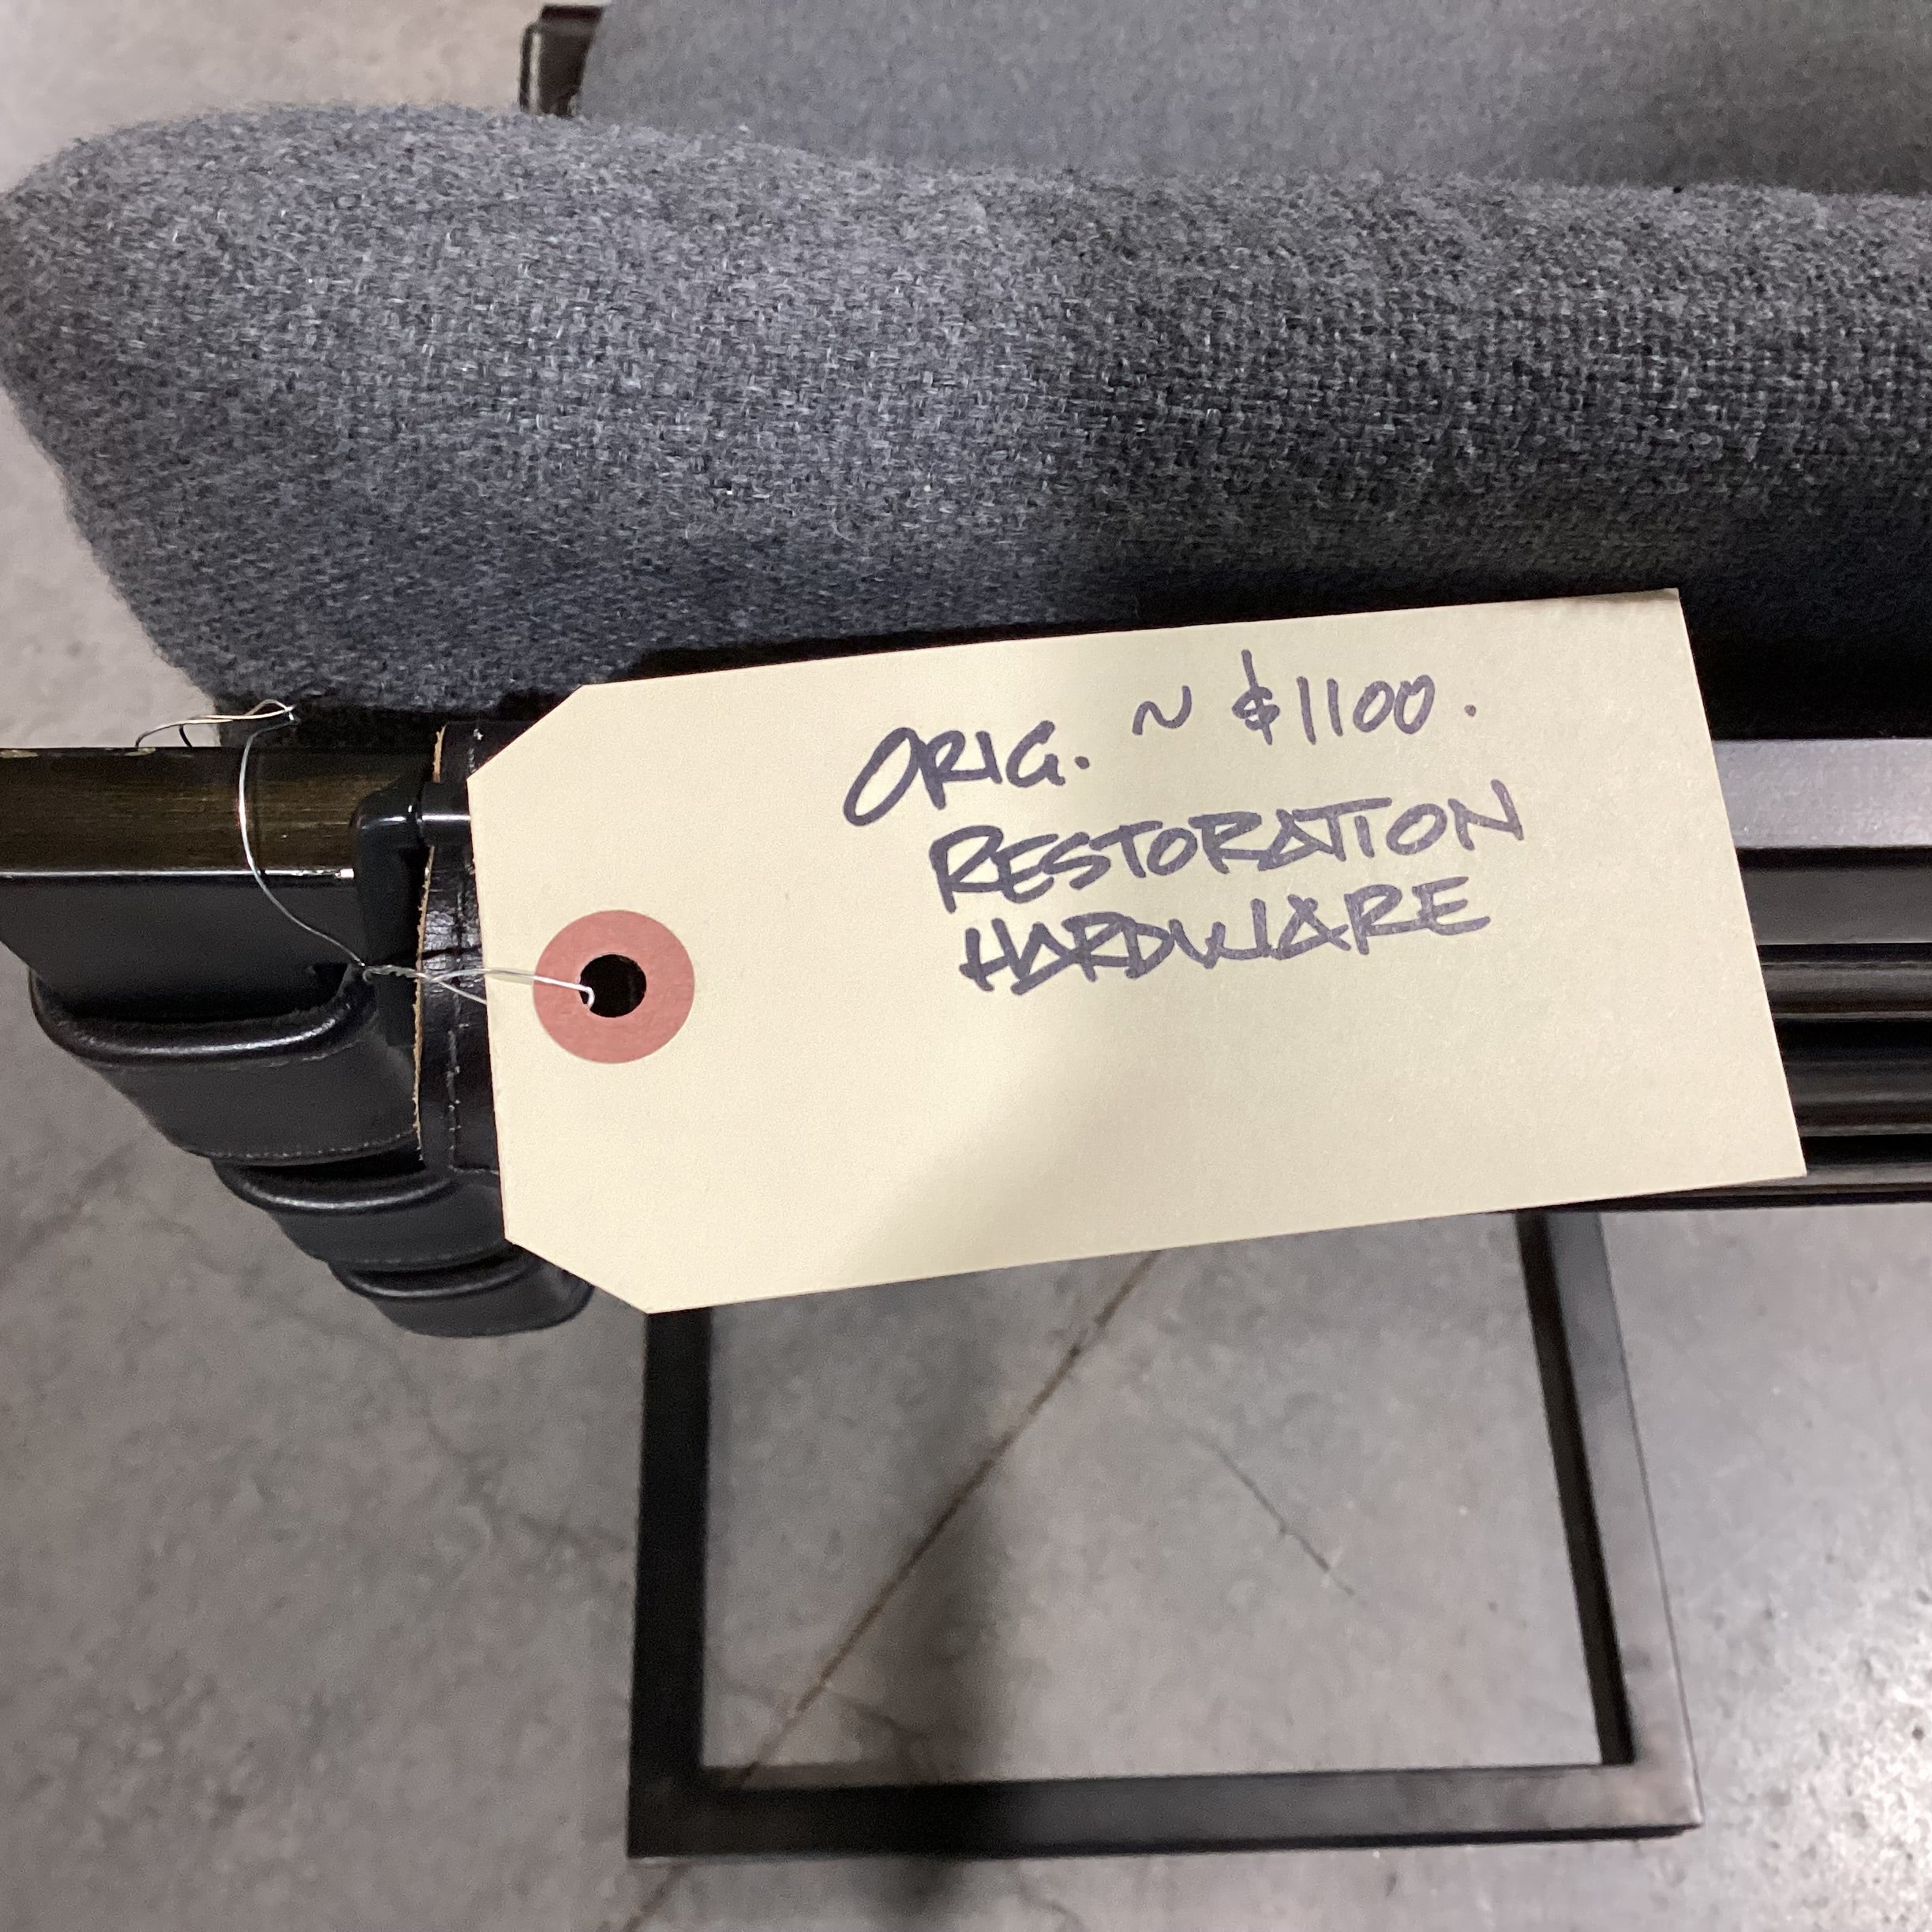 ORIG. ~ $1100.
RESTORATION
HARDWARE